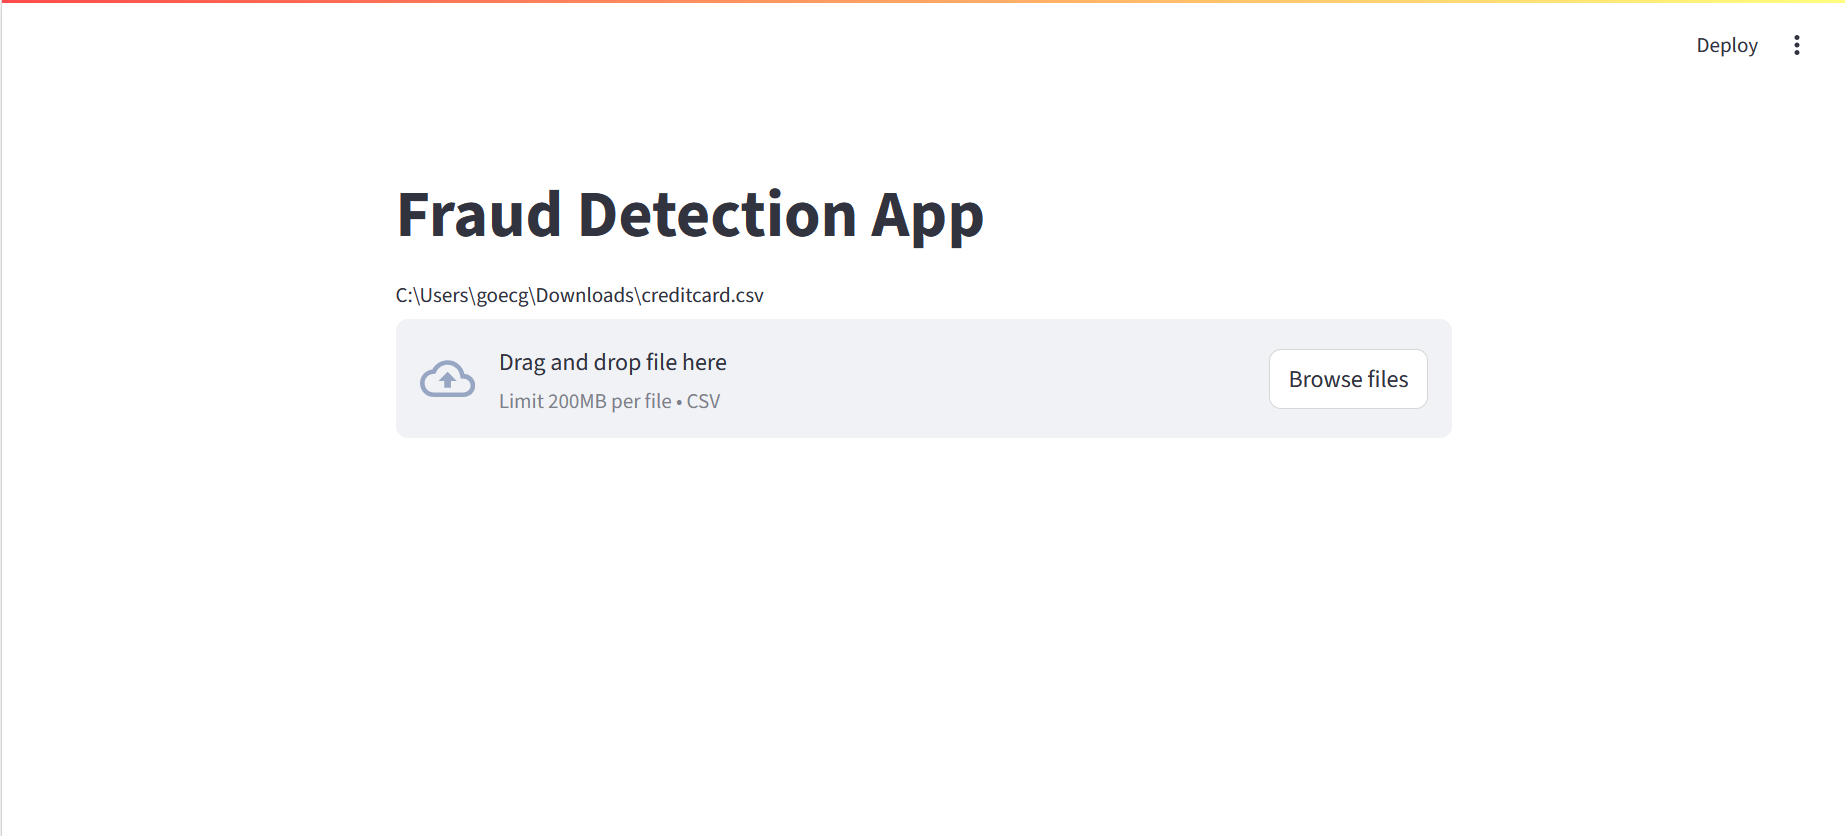 Deploy
Fraud Detection App
C:\Users\goecg\Downloads\creditcard.csv
Drag and drop file here
Limit 200MB per file • CSV
Browse files